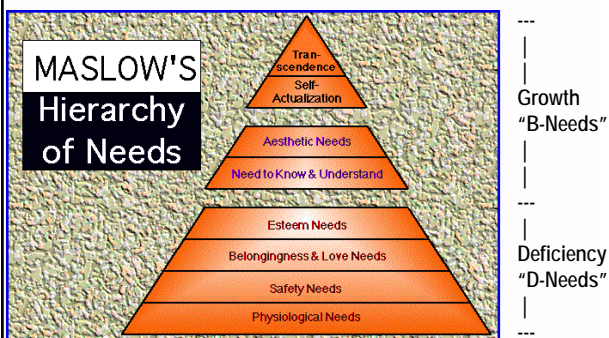 MASLOW'S
Hierarchy
of Needs
Tran-
scendence
Self-
Actualization
Aesthetic Needs
Need to Know & Understand
Esteem Needs
Belongingness & Love Needs
Safety Needs
Physiological Needs
---
|
|
Growth
“B-Needs”
|
|
---
|
Deficiency
“D-Needs”
|
---